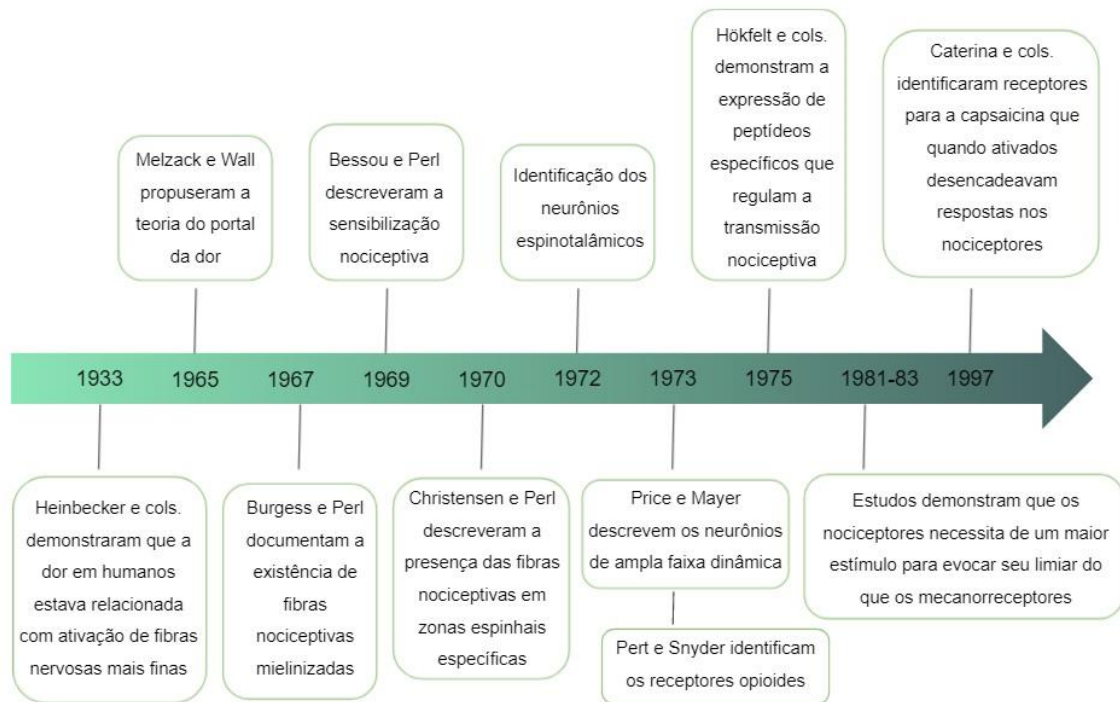 Hökfelt e cols.
demonstram a
expressão de
peptídeos
específicos que
regulam a
transmissão
nociceptiva
Caterina e cols.
identificaram receptores
para a capsaicina que
quando ativados
desencadeavam
respostas nos
nociceptores
Melzack e Wall
propuseram a
teoria do portal
da dor
Bessou e Perl
descreveram a
sensibilização
nociceptiva
Identificação dos
neurônios
espinotalâmicos
1933 1965 1967 1969 1970 1972 1973 1975 1981-83 1997
Heinbecker e cols.
demonstraram que a
dor em humanos
estava relacionada
com ativação de fibras
nervosas mais finas
Burgess e Perl
documentam a
existência de
fibras
nociceptivas
mielinizadas
Christensen e Perl
descreveram a
presença das fibras
nociceptivas em
zonas espinhais
específicas
Price e Mayer
descrevem os neurônios
de ampla faixa dinâmica
Pert e Snyder identificam
os receptores opioides
Estudos demonstram que os
nociceptores necessita de um maior
estímulo para evocar seu limiar do
que os mecanorreceptores